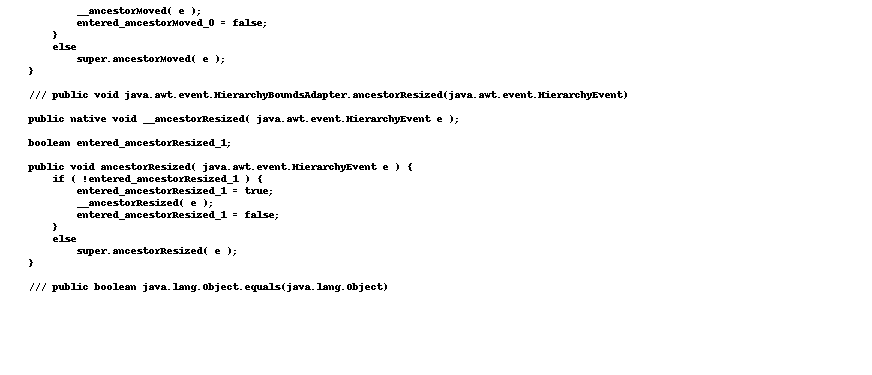 __ancestorMoved( e );
entered_ancestorMoved_0 = false;
}
else
super.ancestorMoved( e );
}
/// public void java.awt.event.HierarchyBoundsAdapter.ancestorResized(java.awt.event.HierarchyEvent)
public native void __ancestorResized( java.awt.event.HierarchyEvent e );
boolean entered_ancestorResized_1;
public void ancestorResized( java.awt.event.HierarchyEvent e ) {
if ( !entered_ancestorResized_1 ) {
entered_ancestorResized_1 = true;
__ancestorResized( e );
entered_ancestorResized_1 = false;
}
else
super.ancestorResized( e );
}
/// public boolean java.lang.Object.equals(java.lang.Object)